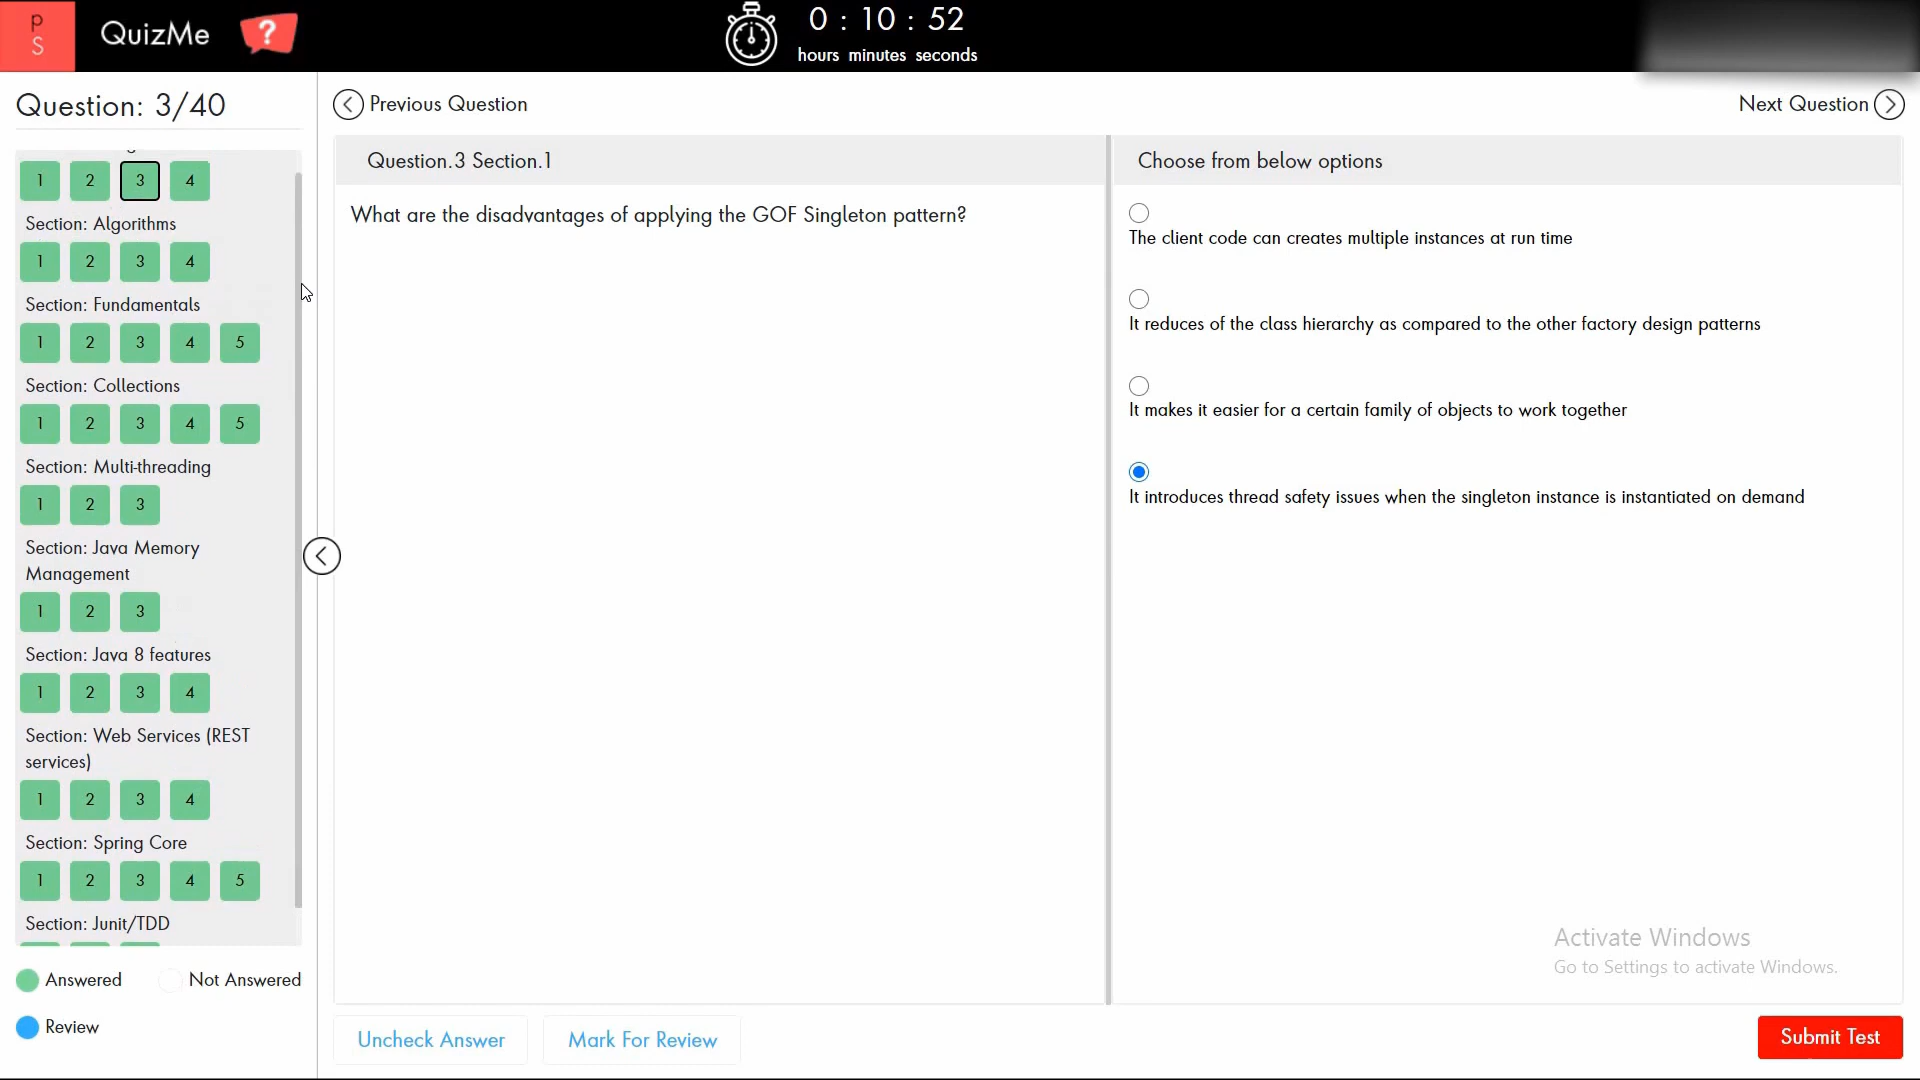 P
S
QuizMe
?
0 : 10 : 52
hours minutes seconds
Question: 3/40
Previous Question
Next Question
1 2 3 4
Section: Algorithms
1 2 3 4
Section: Fundamentals
1 2 3 4 5
Section: Collections
1 2 3 4 5
Section: Multi-threading
1 2 3
Section: Java Memory
Management
1 2 3
Section: Java 8 features
1 2 3 4
Section: Web Services (REST
services)
1 2 3 4
Section: Spring Core
1 2 3 4 5
Section: Junit/TDD
Answered
Not Answered
Review
Question.3 Section.1
What are the disadvantages of applying the GOF Singleton pattern?
Choose from below options
The client code can creates multiple instances at run time
It reduces of the class hierarchy as compared to the other factory design patterns
It makes it easier for a certain family of objects to work together
It introduces thread safety issues when the singleton instance is instantiated on demand
Activate Windows
Go to Settings to activate Windows.
Uncheck Answer
Mark For Review
Submit Test